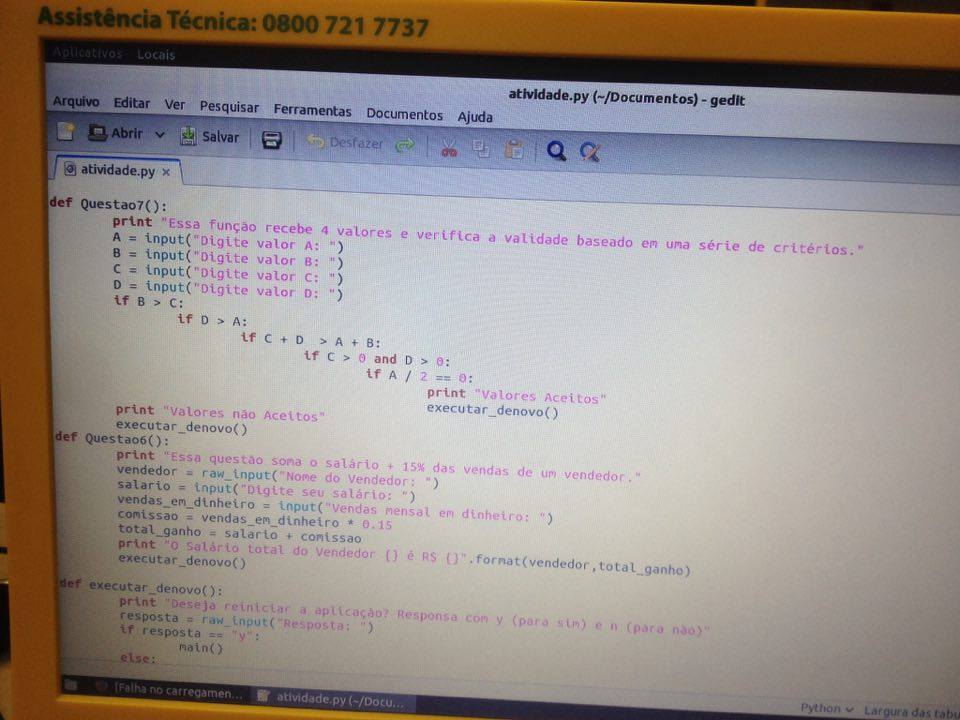 Assistência Técnica: 0800 721 7737
Aplicativos Locais
atividade.py (~/Documentos) - gedit
Arquivo Editar Ver Pesquisar Ferramentas Documentos Ajuda
Abrir Salvar Desfazer
atividade.py ×
def Questao7():
print "Essa função recebe 4 valores e verifica a validade baseado em uma série de critérios."
A = input("Digite valor A: ")
B = input("Digite valor B: ")
C = input("Digite valor C: ")
D = input("Digite valor D: ")
if B > C:
if D > A:
if C + D > A + B:
if C > 0 and D > 0:
if A / 2 == 0:
print "Valores Aceitos"
executar_denovo()
print "Valores não Aceitos"
executar_denovo()
def Questao6():
print "Essa questão soma o salário + 15% das vendas de um vendedor."
vendedor = raw_input("Nome do Vendedor: ")
salario = input("Digite seu salário: ")
vendas_em_dinheiro = input("Vendas mensal em dinheiro: ")
comissao = vendas_em_dinheiro * 0.15
total_ganho = salario + comissao
print "O Salário total do Vendedor {} é R$ {}".format(vendedor,total_ganho)
executar_denovo()
def executar_denovo():
print "Deseja reiniciar a aplicação? Responsa com y (para sim) e n (para não)"
resposta = raw_input("Resposta: ")
if resposta == "y":
main()
else:
[Falha no carregamen... atividade.py (~/Docu...
Python Largura das tabu